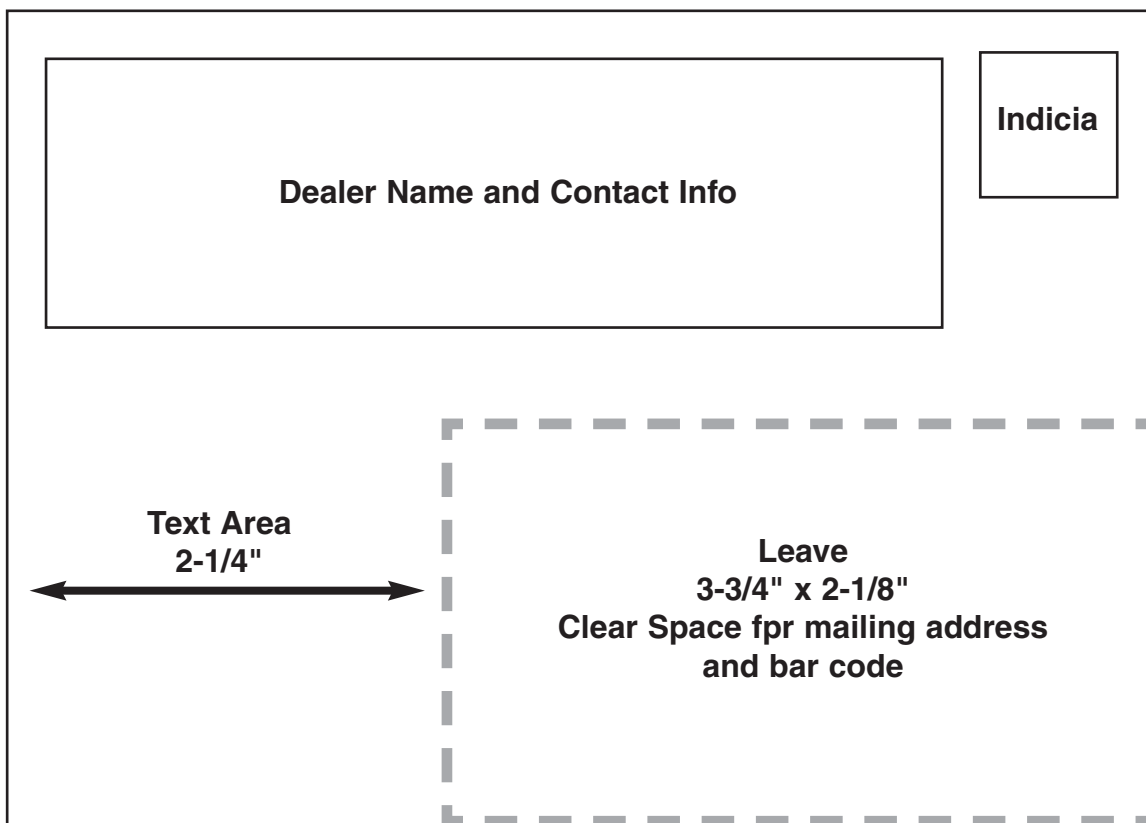 Dealer Name and Contact Info
Indicia
Text Area
2-1/4"
Leave
3-3/4" x 2-1/8"
Clear Space fpr mailing address
and bar code